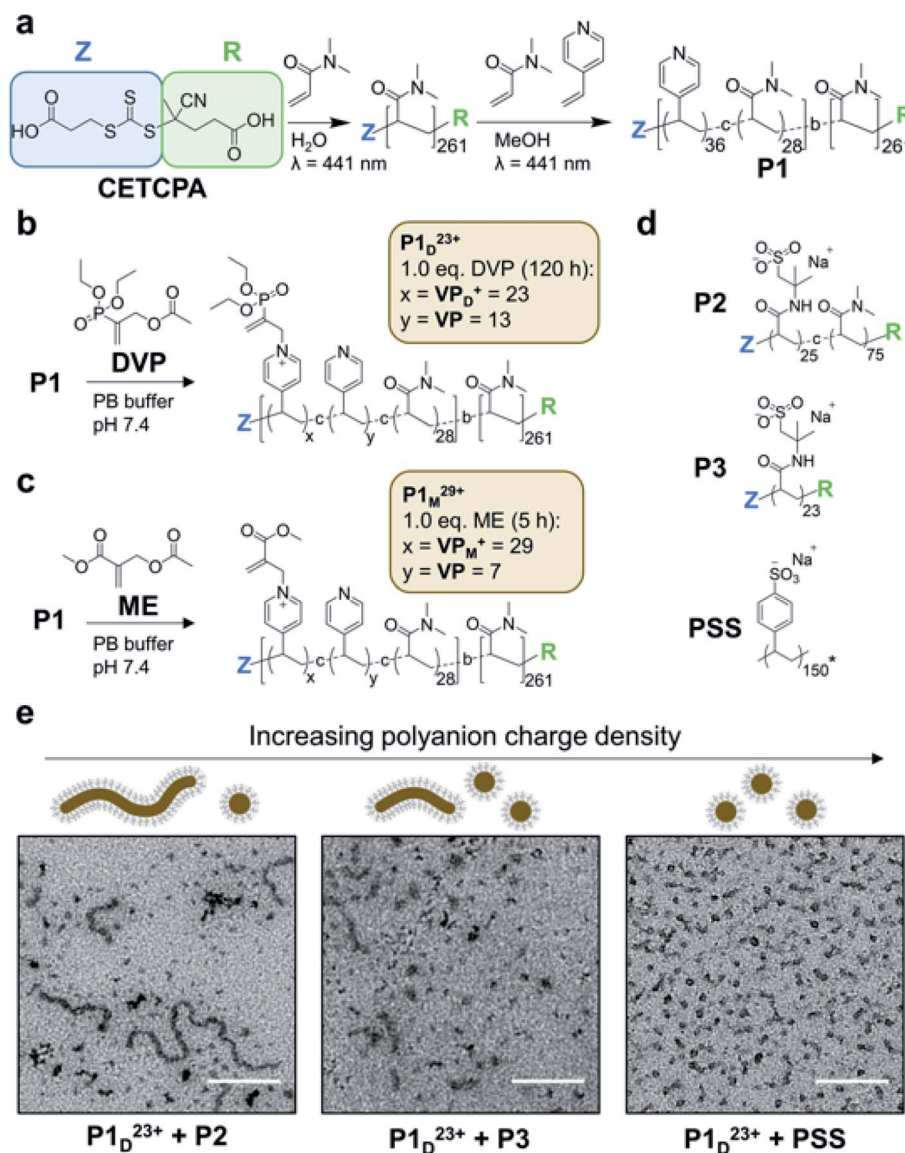 a
Z
R
HO
O
S
S
S
CN
O
OH
CETCPA
O
N
H₂O
λ = 441 nm
O
N
Z
R
261
O
N
N
MeOH
λ = 441 nm
N
O
N
O
N
Z
36
c
28
b
261
R
P1
b
O
O
P
O
O
O
DVP
P1
PB buffer
pH 7.4
P1D²³⁺
1.0 eq. DVP (120 h):
x = VPD⁺ = 23
y = VP = 13
O
O
P
O
N
+
N
O
N
O
N
Z
c
x
c
y
28
b
261
R
c
O
O
O
O
ME
P1
PB buffer
pH 7.4
P1M²⁹⁺
1.0 eq. ME (5 h):
x = VPM⁺ = 29
y = VP = 7
O
O
N
+
N
O
N
O
N
Z
c
x
c
y
28
b
261
R
d
P2
O
O
S
⁻O
Na⁺
NH
O
O
N
Z
25
c
75
R
P3
O
O
S
⁻O
Na⁺
NH
O
Z
23
R
PSS
Na⁺
⁻
SO₃
150*
e
Increasing polyanion charge density
P1D²³⁺ + P2
P1D²³⁺ + P3
P1D²³⁺ + PSS